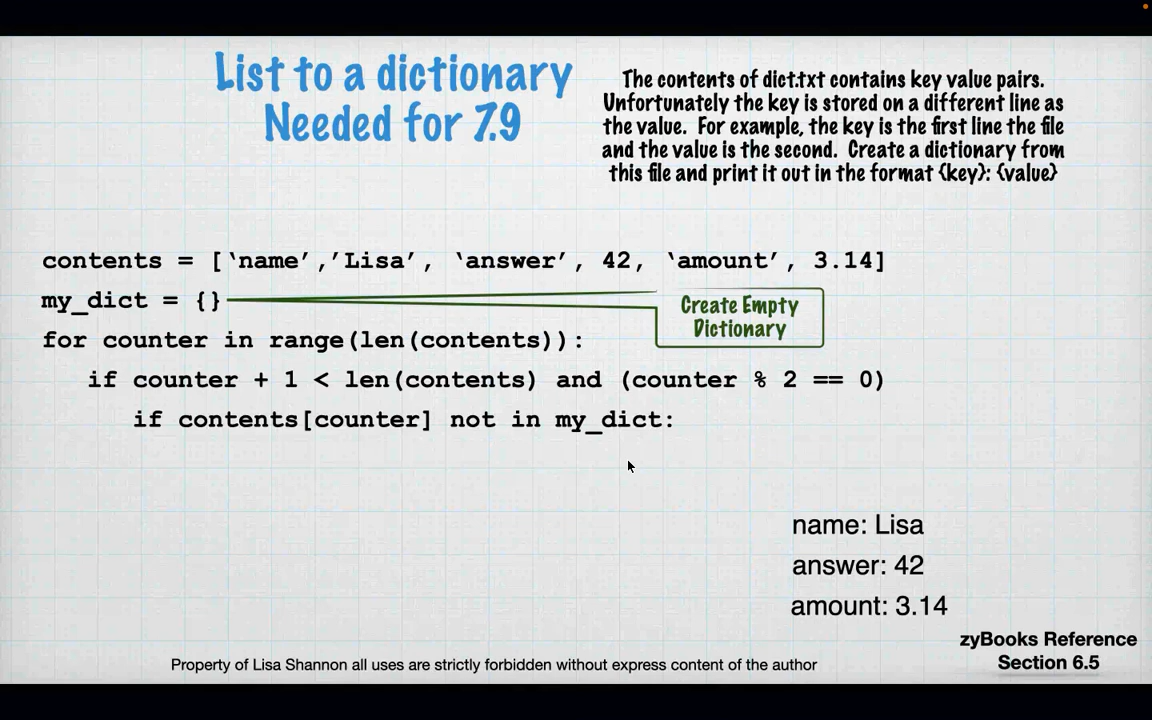 List to a dictionary
Needed for 7.9
The contents of dict.txt contains key value pairs.
Unfortunately the key is stored on a different line as
the value. For example, the key is the first line the file
and the value is the second. Create a dictionary from
this file and print it out in the format {key}: {value}
contents = [‘name’,’Lisa’, ‘answer’, 42, ‘amount’, 3.14]
my_dict = {}
Create Empty
Dictionary
for counter in range(len(contents)):
if counter + 1 < len(contents) and (counter % 2 == 0)
if contents[counter] not in my_dict:
name: Lisa
answer: 42
amount: 3.14
zyBooks Reference
Section 6.5
Property of Lisa Shannon all uses are strictly forbidden without express content of the author